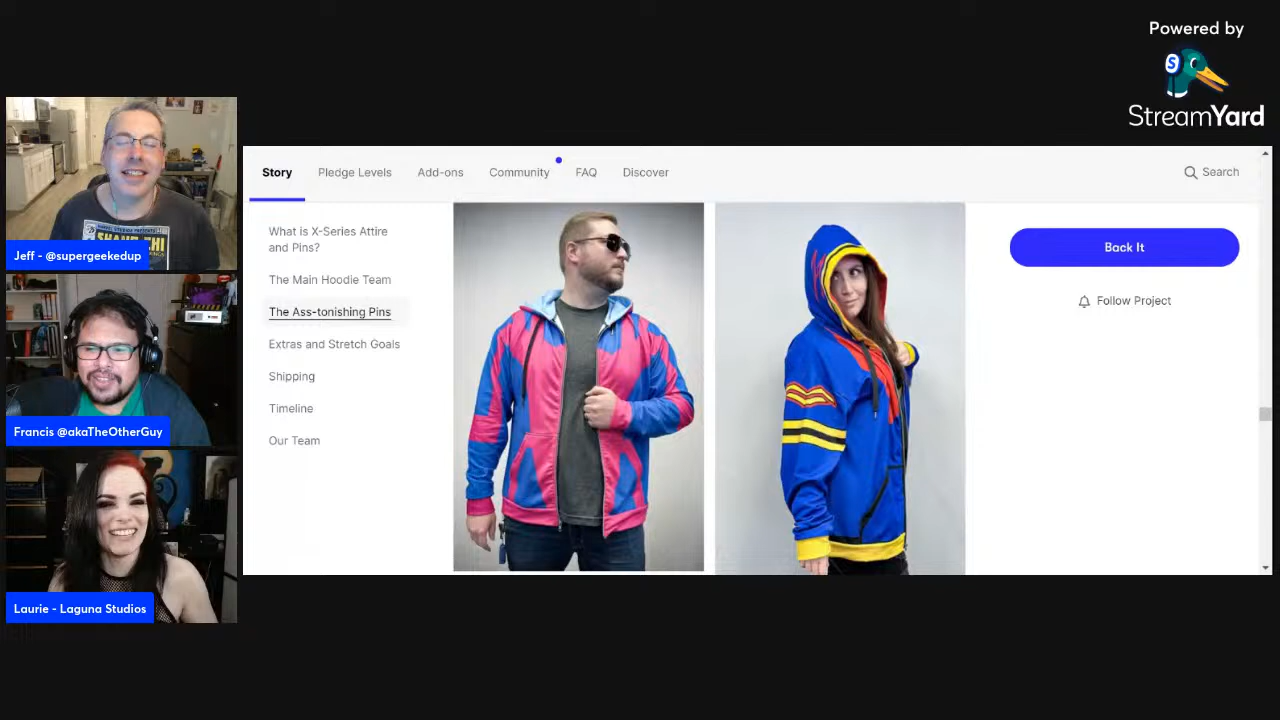 Powered by
S
StreamYard
Story
Pledge Levels
Add-ons
Community
FAQ
Discover
Search
What is X-Series Attire
and Pins?
The Main Hoodie Team
The Ass-tonishing Pins
Extras and Stretch Goals
Shipping
Timeline
Our Team
Back It
Follow Project
SHANG CHI
Jeff - @supergeekedup
Francis @akaTheOtherGuy
Laurie - Laguna Studios